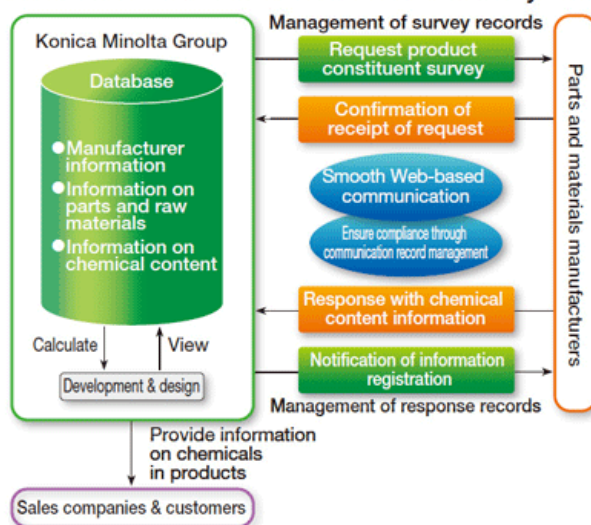 Management of survey records
Konica Minolta Group
Database
●Manufacturer
information
●Information on
parts and raw
materials
●Information on
chemical content
Calculate
View
Development & design
Request product
constituent survey
Confirmation of
receipt of request
Smooth Web-based
communication
Ensure compliance through
communication record management
Response with chemical
content information
Notification of information
registration
Management of response records
Parts and materials manufacturers
Provide information
on chemicals
in products
Sales companies & customers